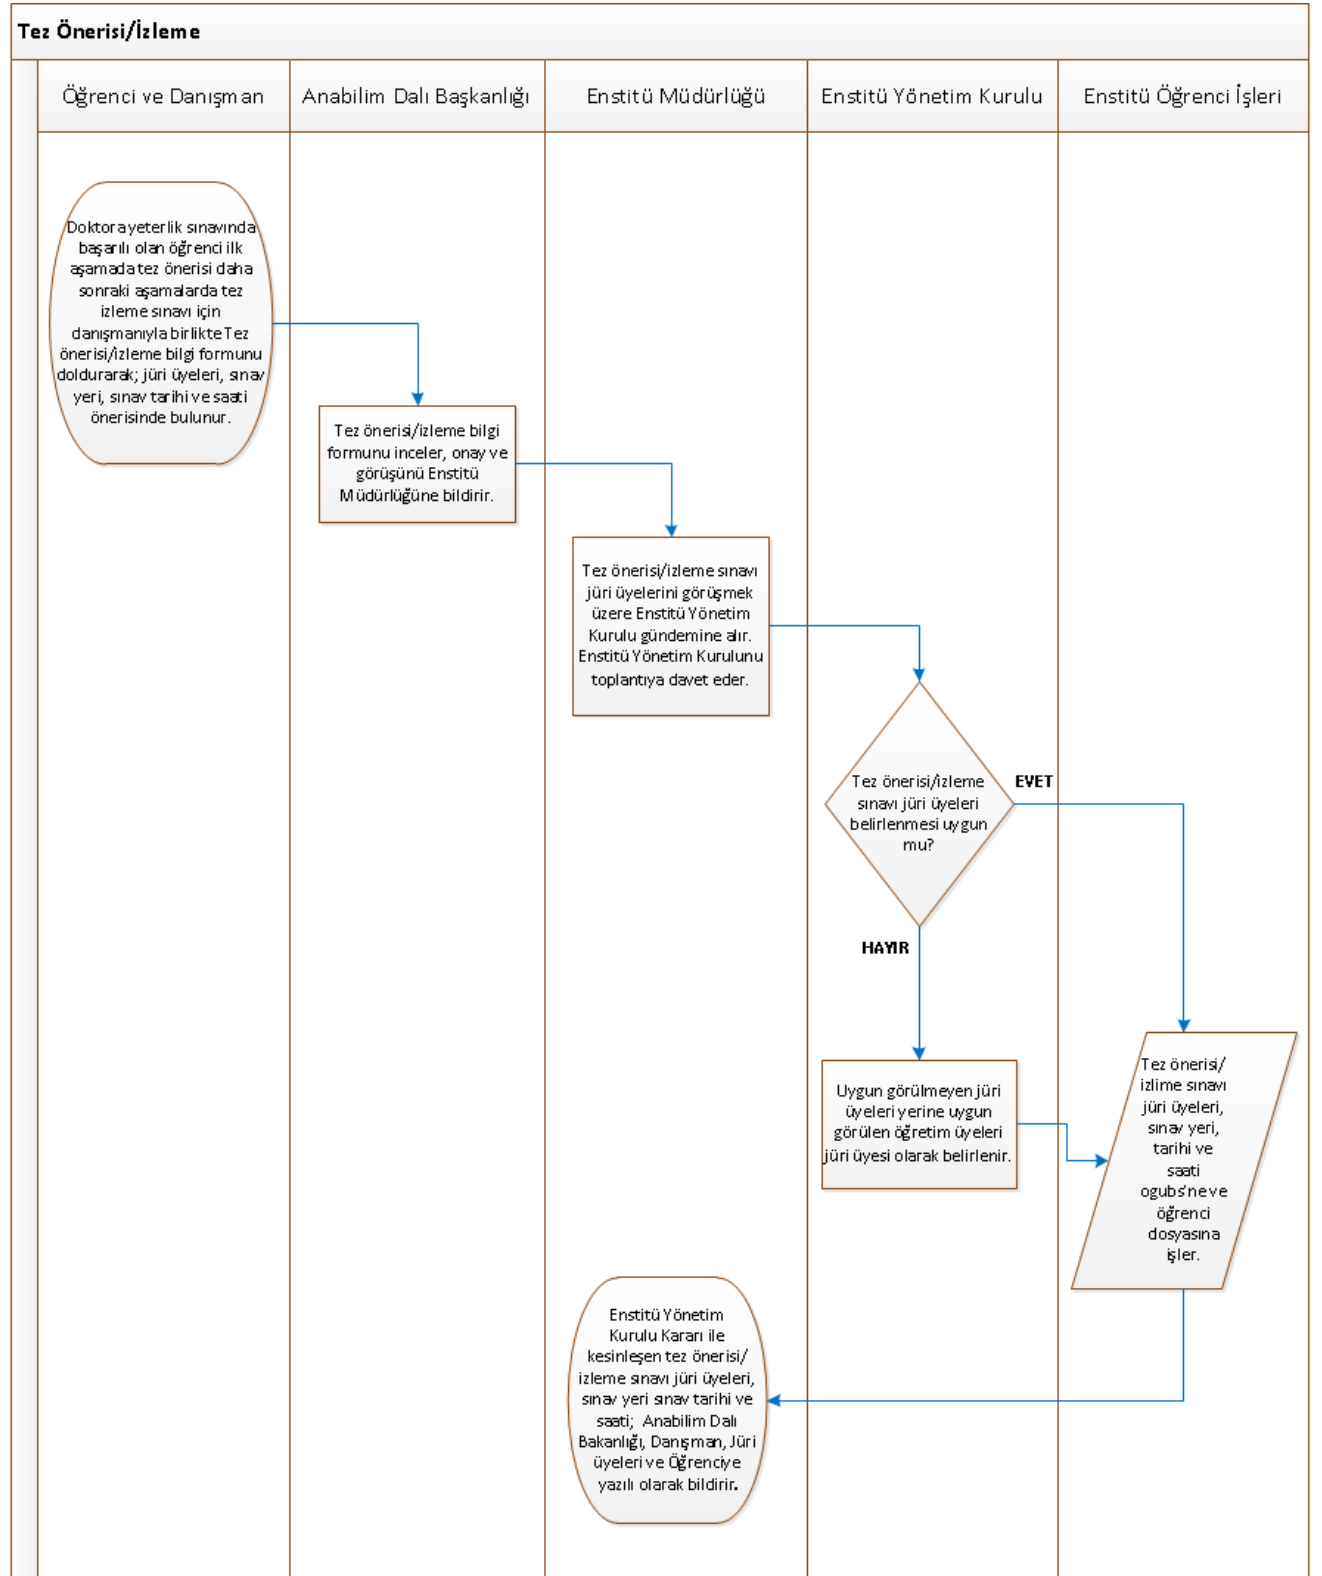 Tez Önerisi/İzleme
Öğrenci ve Danışman
Anabilim Dalı Başkanlığı
Enstitü Müdürlüğü
Enstitü Yönetim Kurulu
Enstitü Öğrenci İşleri
Doktora yeterlik sınavında
başarılı olan öğrenci ilk
aşamada tez önerisi daha
sonraki aşamalarda tez
izleme sınavı için
danışmanıyla birlikte Tez
önerisi/izleme bilgi formunu
doldurarak; jüri üyeleri, sınav
yeri, sınav tarihi ve saati
önerisinde bulunur.
Tez önerisi/izleme bilgi
formunu inceler, onay ve
görüşünü Enstitü
Müdürlüğüne bildirir.
Tez önerisi/izleme sınavı
jüri üyelerini görüşmek
üzere Enstitü Yönetim
Kurulu gündemine alır.
Enstitü Yönetim Kurulunu
toplantıya davet eder.
Tez önerisi/izleme
sınavı jüri üyeleri
belirlenmesi uygun
mu?
EVET
HAYIR
Uygun görülmeyen jüri
üyeleri yerine uygun
görülen öğretim üyeleri
jüri üyesi olarak belirlenir.
Tez önerisi/
izlime sınavı
jüri üyeleri,
sınav yeri,
tarihi ve
saati
ogubs'ne ve
öğrenci
dosyasına
işler.
Enstitü Yönetim
Kurulu Kararı ile
kesinleşen tez önerisi/
izleme sınavı jüri üyeleri,
sınav yeri sınav tarihi ve
saati; Anabilim Dalı
Bakanlığı, Danışman, Jüri
üyeleri ve Öğrenciye
yazılı olarak bildirir.